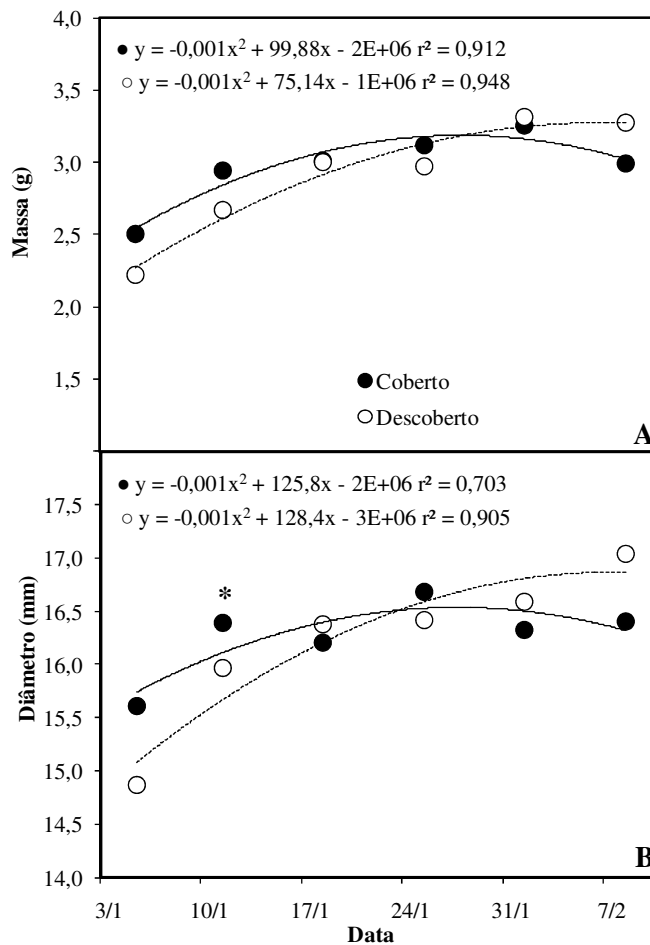 4,0
● y = -0,001x² + 99,88x - 2E+06 r² = 0,912
○ y = -0,001x² + 75,14x - 1E+06 r² = 0,948
3,5
3,0
Massa (g)
2,5
2,0
1,5
● Coberto
○ Descoberto
A
● y = -0,001x² + 125,8x - 2E+06 r² = 0,703
○ y = -0,001x² + 128,4x - 3E+06 r² = 0,905
17,5
17,0
*
16,5
16,0
Diâmetro (mm)
15,5
15,0
14,5
14,0
B
3/1 10/1 17/1 24/1 31/1 7/2
Data